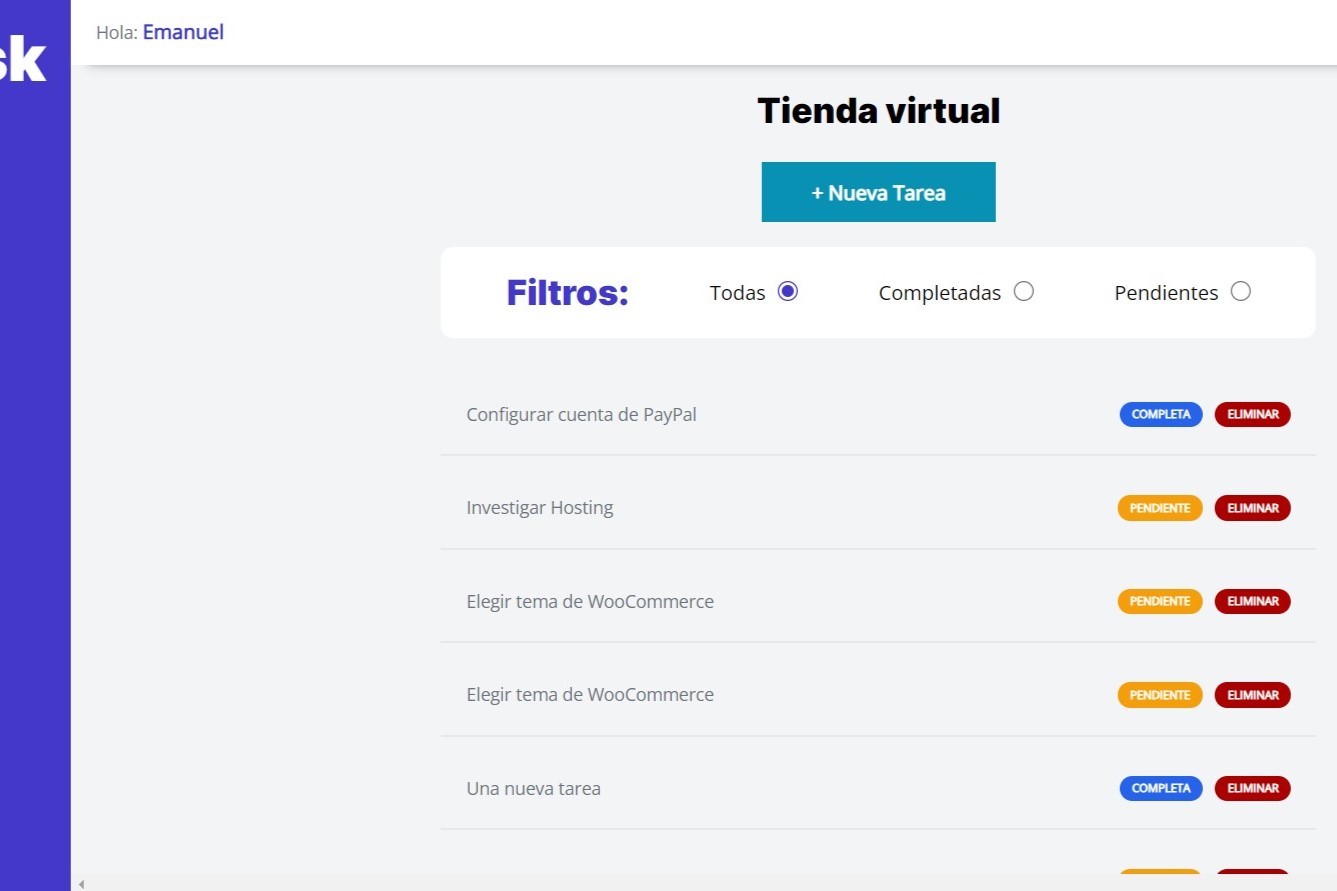 sk
Hola: Emanuel
Tienda virtual
+ Nueva Tarea
Filtros: Todas Completadas Pendientes
Configurar cuenta de PayPal COMPLETA ELIMINAR
Investigar Hosting PENDIENTE ELIMINAR
Elegir tema de WooCommerce PENDIENTE ELIMINAR
Elegir tema de WooCommerce PENDIENTE ELIMINAR
Una nueva tarea COMPLETA ELIMINAR